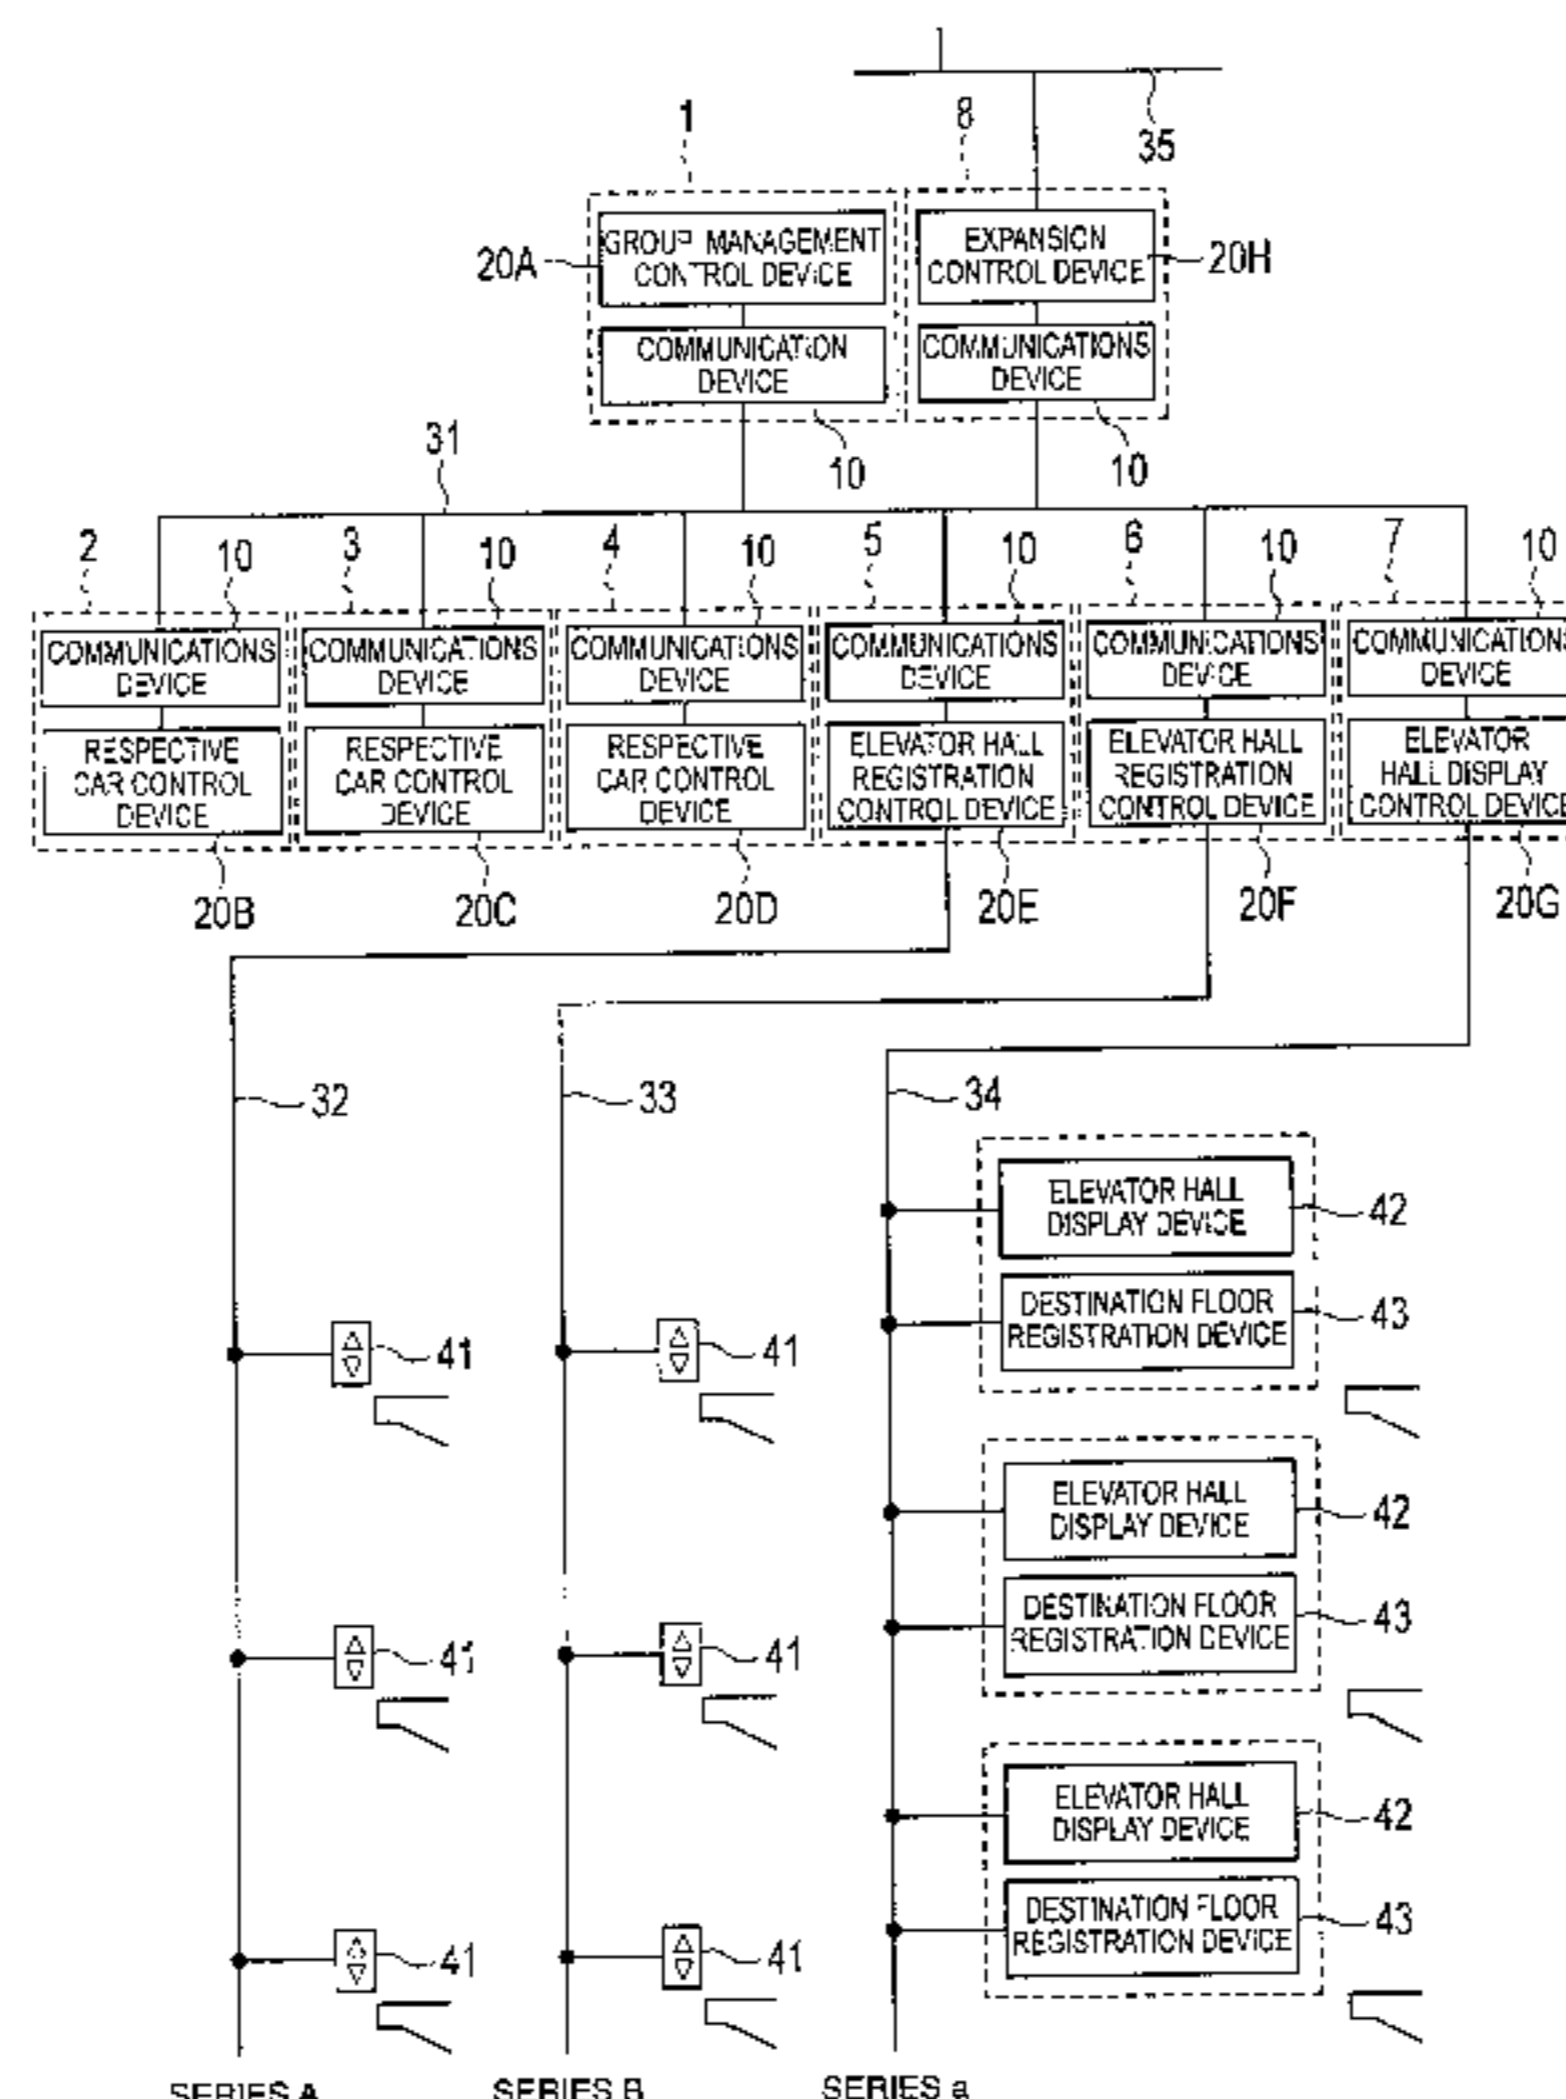 35
1
8
GROUP MANAGEMENT
CONTROL DEVICE
20A
EXPANSION
CONTROL DEVICE
20H
COMMUNICATION
DEVICE
COMMUNICATIONS
DEVICE
10
10
31
2
10
3
10
4
10
5
10
6
10
7
10
COMMUNICATIONS
DEVICE
COMMUNICATIONS
DEVICE
COMMUNICATIONS
DEVICE
COMMUNICATIONS
DEVICE
COMMUNICATIONS
DEVICE
COMMUNICATIONS
DEVICE
RESPECTIVE
CAR CONTROL
DEVICE
RESPECTIVE
CAR CONTROL
DEVICE
RESPECTIVE
CAR CONTROL
DEVICE
ELEVATOR HALL
REGISTRATION
CONTROL DEVICE
ELEVATOR HALL
REGISTRATION
CONTROL DEVICE
ELEVATOR
HALL DISPLAY
CONTROL DEVICE
20B
20C
20D
20E
20F
20G
32
33
34
ELEVATOR HALL
DISPLAY DEVICE
42
DESTINATION FLOOR
REGISTRATION DEVICE
43
41
41
ELEVATOR HALL
DISPLAY DEVICE
42
DESTINATION FLOOR
REGISTRATION DEVICE
43
41
41
ELEVATOR HALL
DISPLAY DEVICE
42
DESTINATION FLOOR
REGISTRATION DEVICE
43
41
41
SERIES A
SERIES B
SERIES a